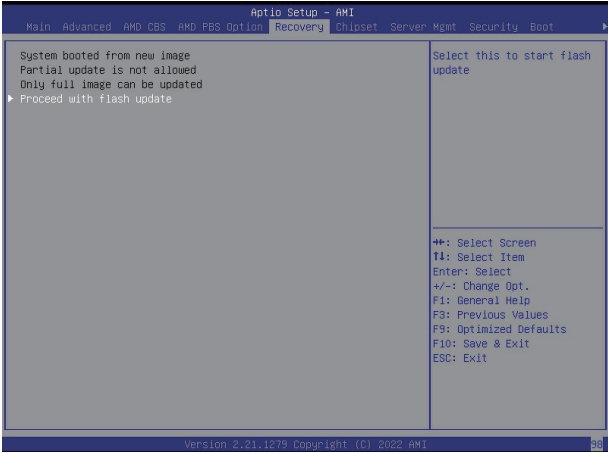 Aptio Setup - AMI
Main Advanced AMD CBS AMD PBS Option Recovery Chipset Server Mgmt Security Boot
System booted from new image
Partial update is not allowed
Only full image can be updated
Proceed with flash update
Select this to start flash
update
→←: Select Screen
↑↓: Select Item
Enter: Select
+/-: Change Opt.
F1: General Help
F3: Previous Values
F9: Optimized Defaults
F10: Save & Exit
ESC: Exit
Version 2.21.1279 Copyright (C) 2022 AMI
98